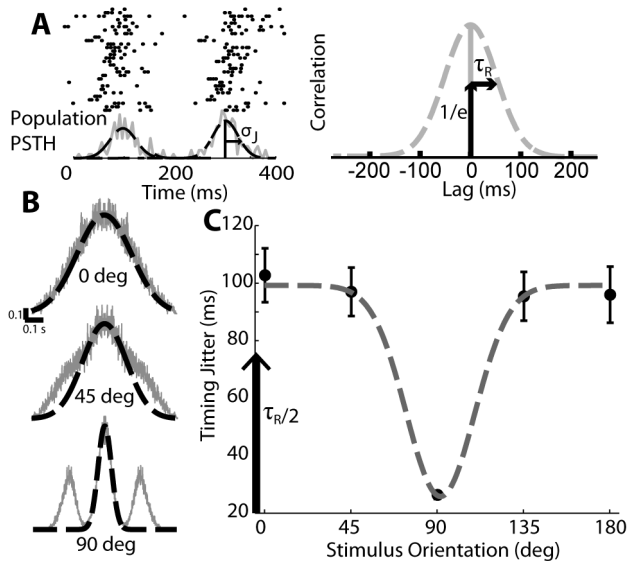 A
Population
PSTH
σJ
0 200 400
Time (ms)
Correlation
τR
1/e
-200 -100 0 100 200
Lag (ms)
B
0 deg
0.1
0.1 s
45 deg
90 deg
C
Timing Jitter (ms)
120
100
80
60
40
20
τR/2
0 45 90 135 180
Stimulus Orientation (deg)